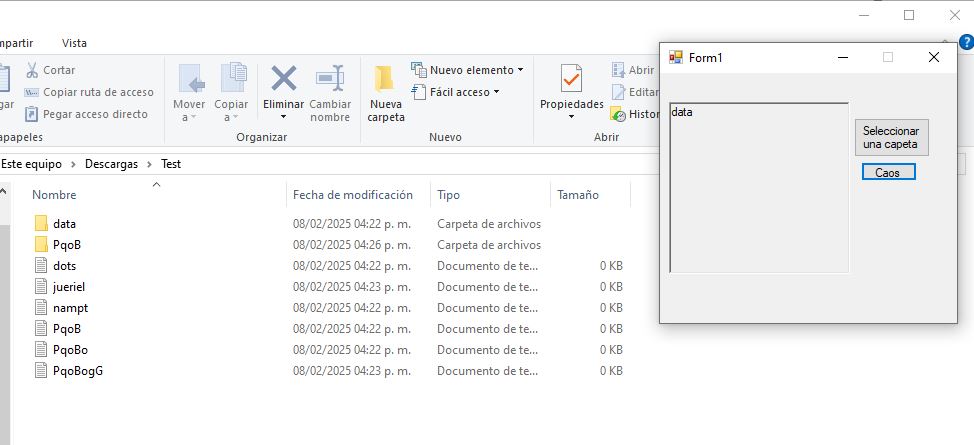 mpartir Vista
Cortar
Copiar ruta de acceso
Pegar acceso directo
gar
Mover a
Copiar a
Eliminar
Cambiar nombre
Nueva carpeta
Nuevo elemento
Fácil acceso
Propiedades
Abrir
Editar
Histor
apapeles Organizar Nuevo Abrir
Este equipo > Descargas > Test
Nombre Fecha de modificación Tipo Tamaño
data 08/02/2025 04:22 p. m. Carpeta de archivos
PqoB 08/02/2025 04:26 p. m. Carpeta de archivos
dots 08/02/2025 04:22 p. m. Documento de te... 0 KB
jueriel 08/02/2025 04:23 p. m. Documento de te... 0 KB
nampt 08/02/2025 04:22 p. m. Documento de te... 0 KB
PqoB 08/02/2025 04:22 p. m. Documento de te... 0 KB
PqoBo 08/02/2025 04:22 p. m. Documento de te... 0 KB
PqoBogG 08/02/2025 04:23 p. m. Documento de te... 0 KB
Form1
data
Seleccionar
una capeta
Caos